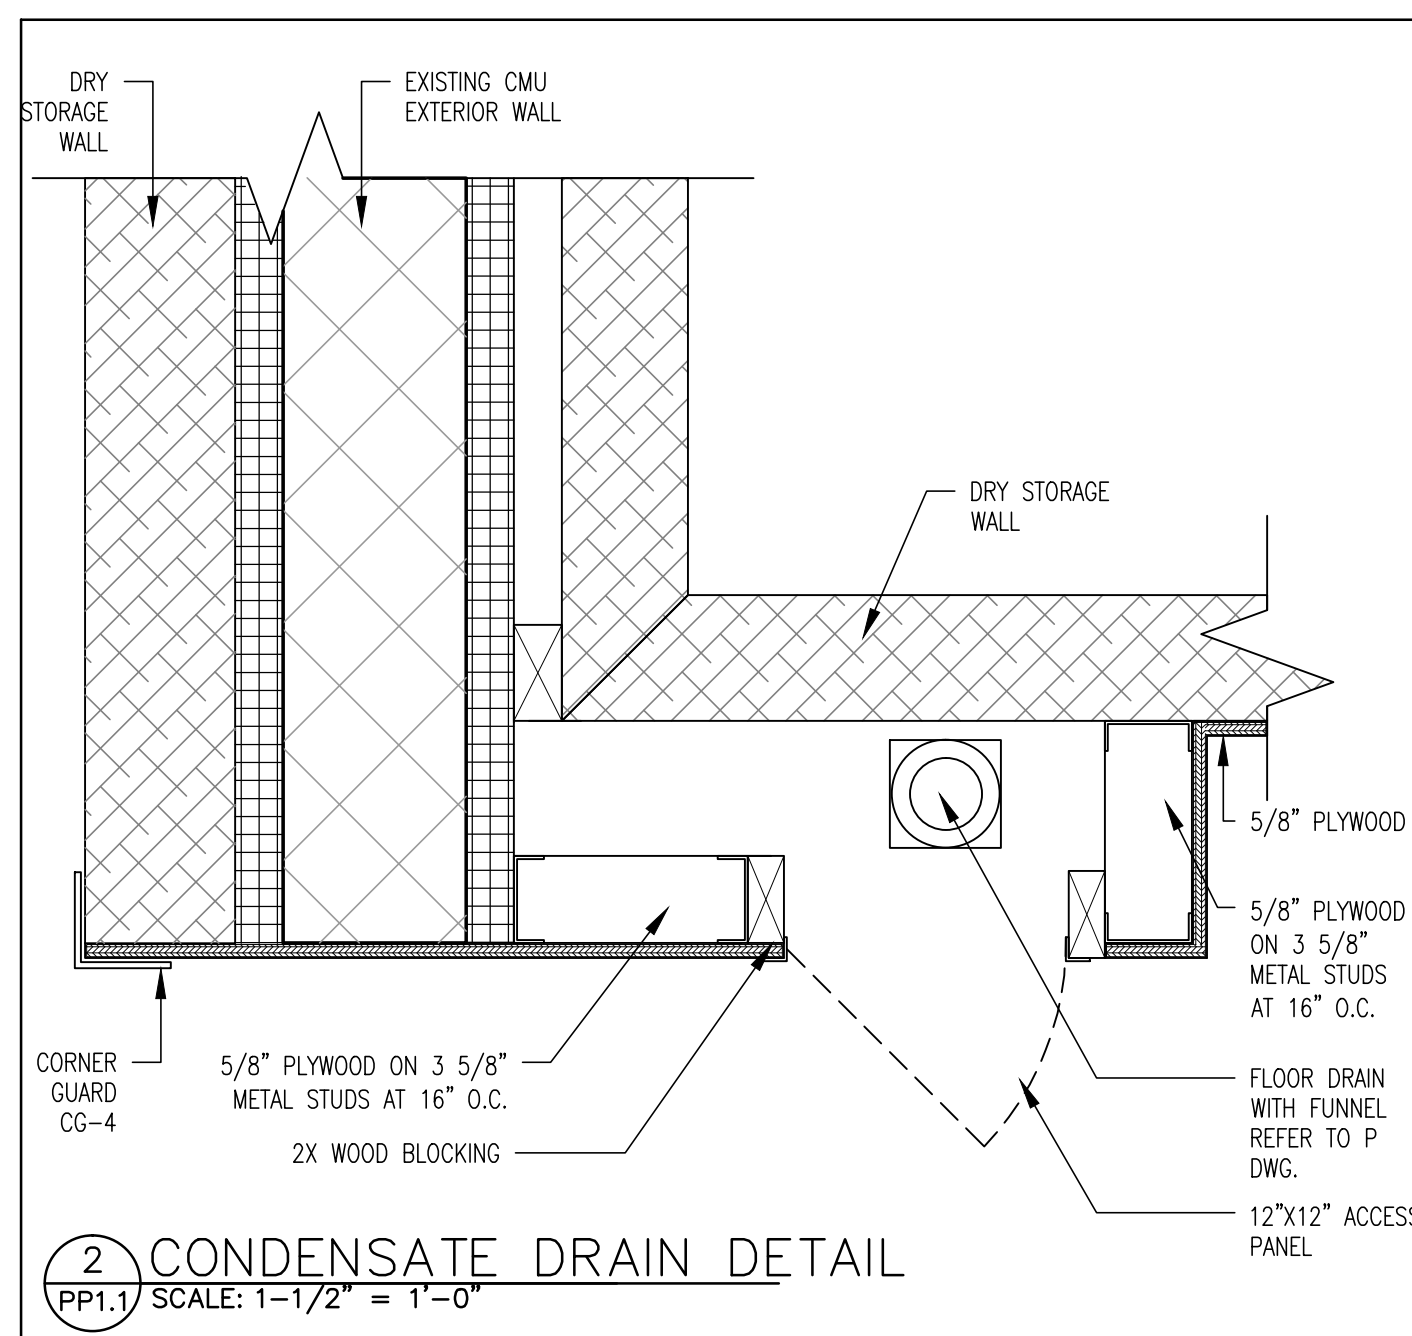 DRY
STORAGE
WALL
EXISTING CMU
EXTERIOR WALL
DRY STORAGE
WALL
5/8” PLYWOOD
5/8” PLYWOOD
ON 3 5/8”
METAL STUDS
AT 16” O.C.
CORNER
GUARD
CG-4
5/8” PLYWOOD ON 3 5/8”
METAL STUDS AT 16” O.C.
2X WOOD BLOCKING
FLOOR DRAIN
WITH FUNNEL
REFER TO P
DWG.
12”X12” ACCESS
PANEL
2
PP1.1
CONDENSATE DRAIN DETAIL
SCALE: 1-1/2” = 1’-0”